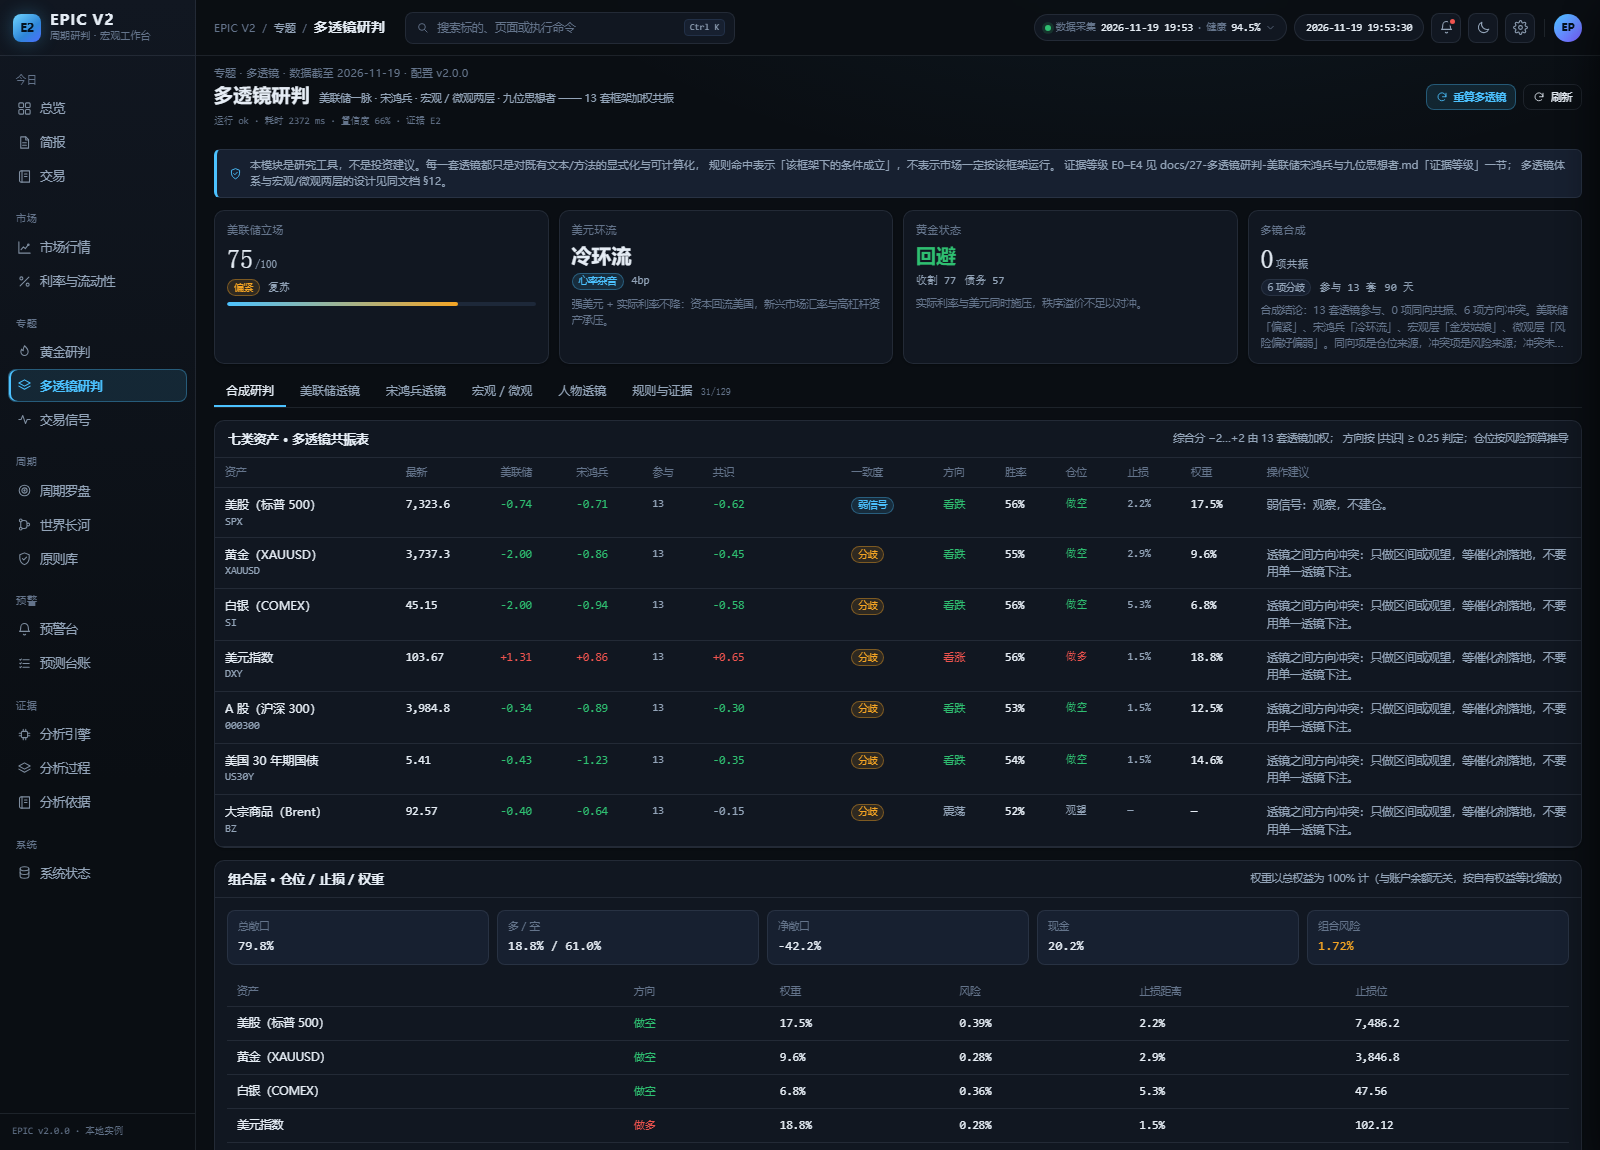 E2
EPIC V2
周期研判 · 宏观工作台
今日
总览
简报
交易
市场
市场行情
利率与流动性
专题
黄金研判
多透镜研判
交易信号
周期
周期罗盘
世界长河
原则库
预警
预警台
预测台账
证据
分析引擎
分析过程
分析依据
系统
系统状态
EPIC v2.0.0 · 本地实例
EPIC V2 / 专题 / 多透镜研判
搜索标的、页面或执行命令 Ctrl K
数据采集 2026-11-19 19:53 · 健康 94.5%
2026-11-19 19:53:30
EP
专题 · 多透镜 · 数据截至 2026-11-19 · 配置 v2.0.0
多透镜研判 美联储一脉 · 宋鸿兵 · 宏观 / 微观两层 · 九位思想者 —— 13 套框架加权共振
运行 ok · 耗时 2372 ms · 置信度 66% · 证据 E2
重算多透镜
刷新
本模块是研究工具，不是投资建议。每一套透镜都只是对既有文本/方法的显式化与可计算化， 规则命中表示「该框架下的条件成立」，不表示市场一定按该框架运行。 证据等级 E0–E4 见 docs/27-多透镜研判-美联储宋鸿兵与九位思想者.md「证据等级」一节； 多透镜体
系与宏观/微观两层的设计见同文档 §12。
美联储立场
75/100
偏紧 复苏
美元环流
冷环流
心率杂音 4bp
强美元 + 实际利率不降：资本回流美国，新兴市场汇率与高杠杆资
产承压。
黄金状态
回避
收割 77 债务 57
实际利率与美元同时施压，秩序溢价不足以对冲。
多镜合成
0项共振
6 项分歧 参与 13 套 90 天
合成结论：13 套透镜参与、0 项同向共振、6 项方向冲突。美联储
「偏紧」、宋鸿兵「冷环流」、宏观层「金发姑娘」、微观层「风
险偏好偏弱」。同向项是仓位来源，冲突项是风险来源；冲突未…
合成研判 美联储透镜 宋鸿兵透镜 宏观 / 微观 人物透镜 规则与证据 31/129
七类资产 • 多透镜共振表
综合分 −2…+2 由 13 套透镜加权； 方向按 |共识| ≥ 0.25 判定；仓位按风险预算推导
资产 最新 美联储 宋鸿兵 参与 共识 一致度 方向 胜率 仓位 止损 权重 操作建议
美股（标普 500） 7,323.6 -0.74 -0.71 13 -0.62 弱信号 看跌 56% 做空 2.2% 17.5% 弱信号：观察，不建仓。
SPX
黄金（XAUUSD） 3,737.3 -2.00 -0.86 13 -0.45 分歧 看跌 55% 做空 2.9% 9.6% 透镜之间方向冲突：只做区间或观望，等催化剂落地，不要
用单一透镜下注。
XAUUSD
白银（COMEX） 45.15 -2.00 -0.94 13 -0.58 分歧 看跌 56% 做空 5.3% 6.8% 透镜之间方向冲突：只做区间或观望，等催化剂落地，不要
用单一透镜下注。
SI
美元指数 103.67 +1.31 +0.86 13 +0.65 分歧 看涨 56% 做多 1.5% 18.8% 透镜之间方向冲突：只做区间或观望，等催化剂落地，不要
用单一透镜下注。
DXY
A 股（沪深 300） 3,984.8 -0.34 -0.89 13 -0.30 分歧 看跌 53% 做空 1.5% 12.5% 透镜之间方向冲突：只做区间或观望，等催化剂落地，不要
用单一透镜下注。
000300
美国 30 年期国债 5.41 -0.43 -1.23 13 -0.35 分歧 看跌 54% 做空 1.5% 14.6% 透镜之间方向冲突：只做区间或观望，等催化剂落地，不要
用单一透镜下注。
US30Y
大宗商品（Brent） 92.57 -0.40 -0.64 13 -0.15 分歧 震荡 52% 观望 — — 透镜之间方向冲突：只做区间或观望，等催化剂落地，不要
用单一透镜下注。
BZ
组合层 • 仓位 / 止损 / 权重
权重以总权益为 100% 计（与账户余额无关，按自有权益等比缩放）
总敞口
79.8%
多 / 空
18.8% / 61.0%
净敞口
-42.2%
现金
20.2%
组合风险
1.72%
资产 方向 权重 风险 止损距离 止损位
美股（标普 500） 做空 17.5% 0.39% 2.2% 7,486.2
黄金（XAUUSD） 做空 9.6% 0.28% 2.9% 3,846.8
白银（COMEX） 做空 6.8% 0.36% 5.3% 47.56
美元指数 做多 18.8% 0.28% 1.5% 102.12